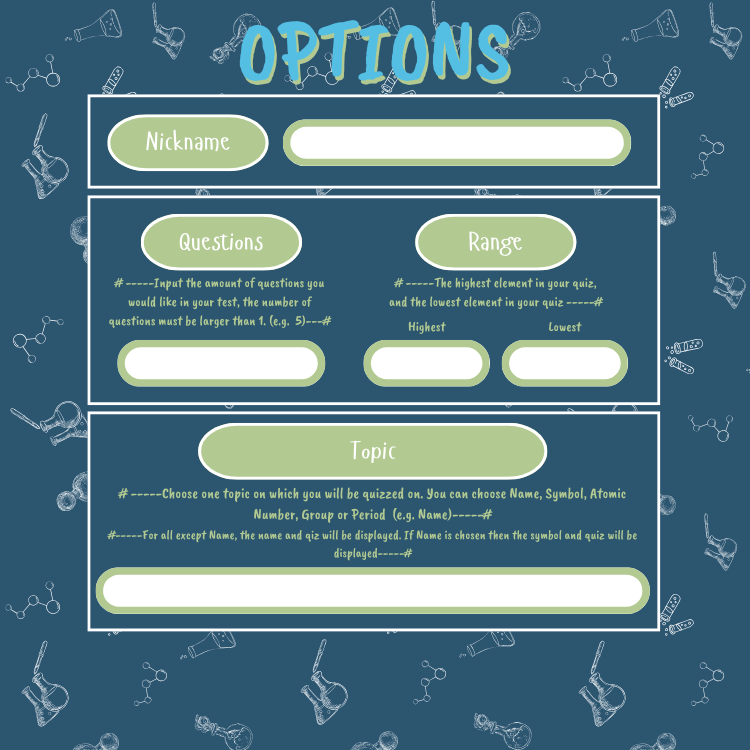 OPTIONS
Nickname
Questions
# -----Input the amount of questions you
would like in your test, the number of
questions must be larger than 1. (e.g. 5)---#
Range
# -----The highest element in your quiz,
and the lowest element in your quiz -----#
Highest
Lowest
Topic
# -----Choose one topic on which you will be quizzed on. You can choose Name, Symbol, Atomic
Number, Group or Period (e.g. Name)-----#
#-----For all except Name, the name and qiz will be displayed. If Name is chosen then the symbol and quiz will be
displayed-----#